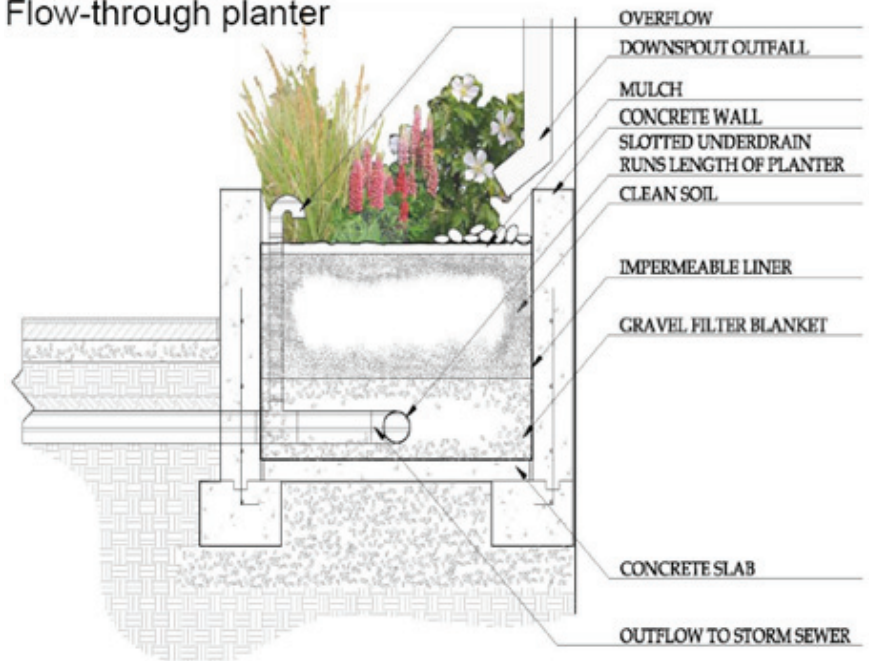 Flow-through planter
OVERFLOW
DOWNSPOUT OUTFALL
MULCH
CONCRETE WALL
SLOTTED UNDERDRAIN
RUNS LENGTH OF PLANTER
CLEAN SOIL
IMPERMEABLE LINER
GRAVEL FILTER BLANKET
CONCRETE SLAB
OUTFLOW TO STORM SEWER